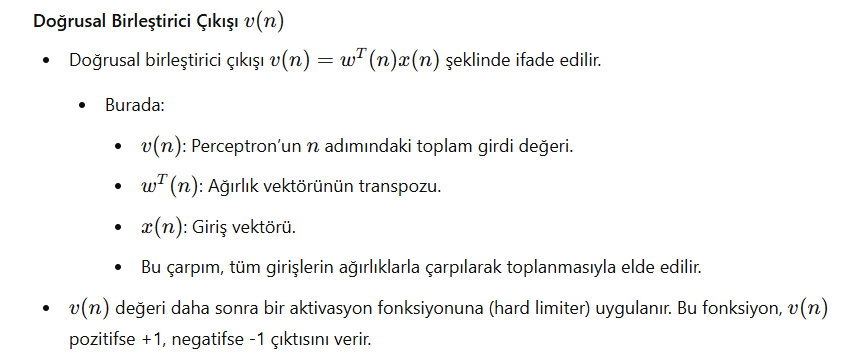 Doğrusal Birleştirici Çıkışı v(n)
• Doğrusal birleştirici çıkışı v(n) = wᵀ(n)x(n) şeklinde ifade edilir.
• Burada:
• v(n): Perceptron’un n adımındaki toplam girdi değeri.
• wᵀ(n): Ağırlık vektörünün transpozu.
• x(n): Giriş vektörü.
• Bu çarpım, tüm girişlerin ağırlıklarla çarpılarak toplanmasıyla elde edilir.
• v(n) değeri daha sonra bir aktivasyon fonksiyonuna (hard limiter) uygulanır. Bu fonksiyon, v(n)
pozitifse +1, negatifse -1 çıktısını verir.